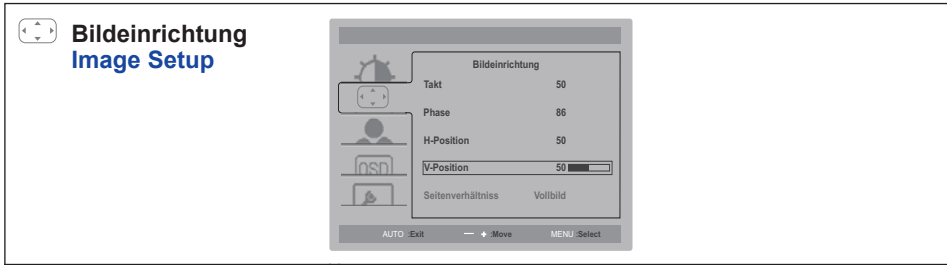 Bildeinrichtung
Image Setup
Bildeinrichtung
Takt 50
Phase 86
H-Position 50
OSD
V-Position 50
Seitenverhältniss Vollbild
AUTO :Exit — + :Move MENU :Select